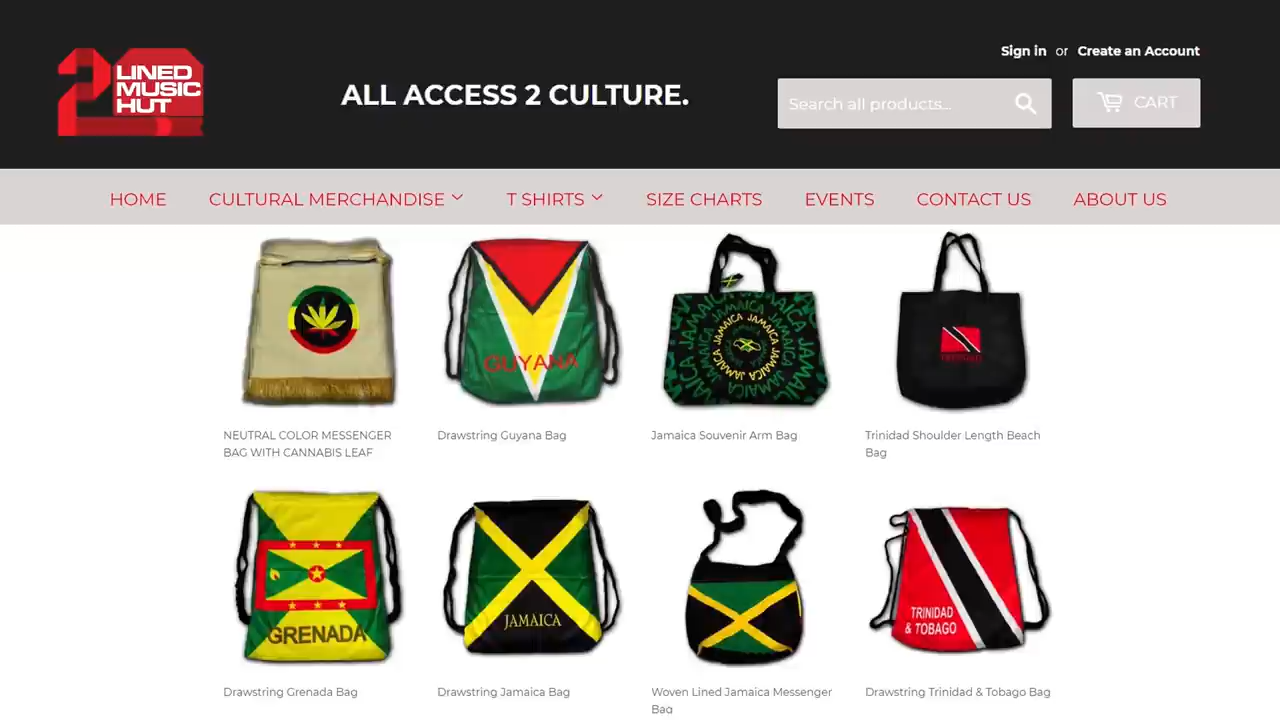 Sign in or Create an Account
2 LINED
MUSIC
HUT
ALL ACCESS 2 CULTURE.
Search all products...
CART
HOME
CULTURAL MERCHANDISE
T SHIRTS
SIZE CHARTS
EVENTS
CONTACT US
ABOUT US
GUYANA
JAMAICA JAMAICA JAMAICA
NEUTRAL COLOR MESSENGER
BAG WITH CANNABIS LEAF
Drawstring Guyana Bag
Jamaica Souvenir Arm Bag
Trinidad Shoulder Length Beach
Bag
GRENADA
JAMAICA
TRINIDAD
& TOBAGO
Drawstring Grenada Bag
Drawstring Jamaica Bag
Woven Lined Jamaica Messenger
Bag
Drawstring Trinidad & Tobago Bag